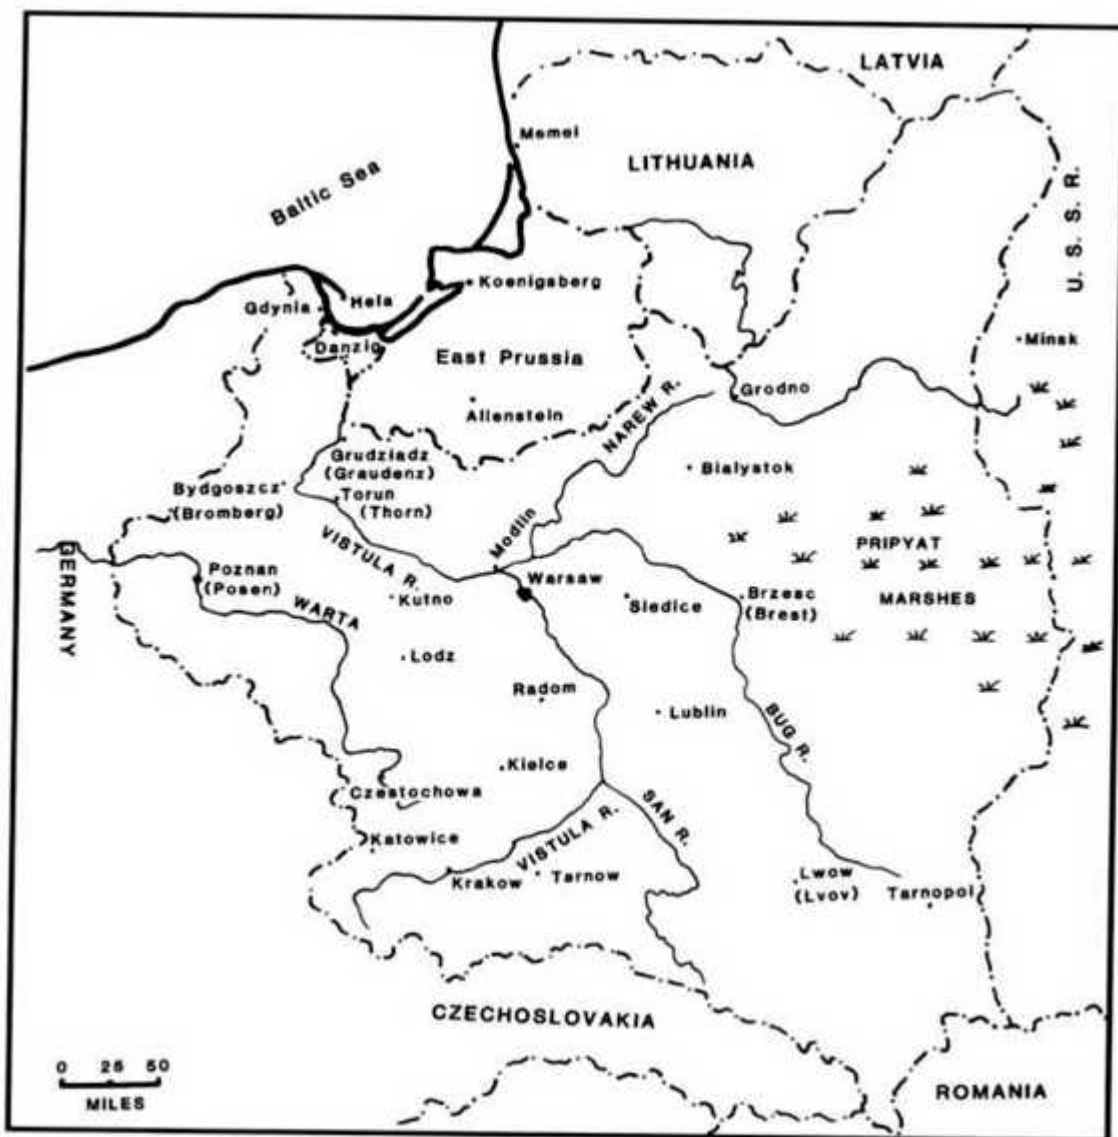 LATVIA
Memel
LITHUANIA
Baltic Sea
U. S. S. R.
Koenigsberg
Hela
Gdynia
Danzig
Minsk
East Prussia
Grodno
NAREW R.
Allenstein
Grudziadz
(Graudenz)
Bialystok
Bydgoszcz
(Bromberg)
Torun
(Thorn)
VISTULA R.
Modlin
PRIPYAT
MARSHES
GERMANY
Poznan
(Posen)
WARTA
Kutno
Warsaw
Siedlce
Brzesc
(Brest)
Lodz
Radom
Lublin
BUG R.
Kielce
Czestochowa
SAN R.
VISTULA R.
Katowice
Krakow
Tarnow
Lwow
(Lvov)
Tarnopol
CZECHOSLOVAKIA
ROMANIA
0 25 50
MILES